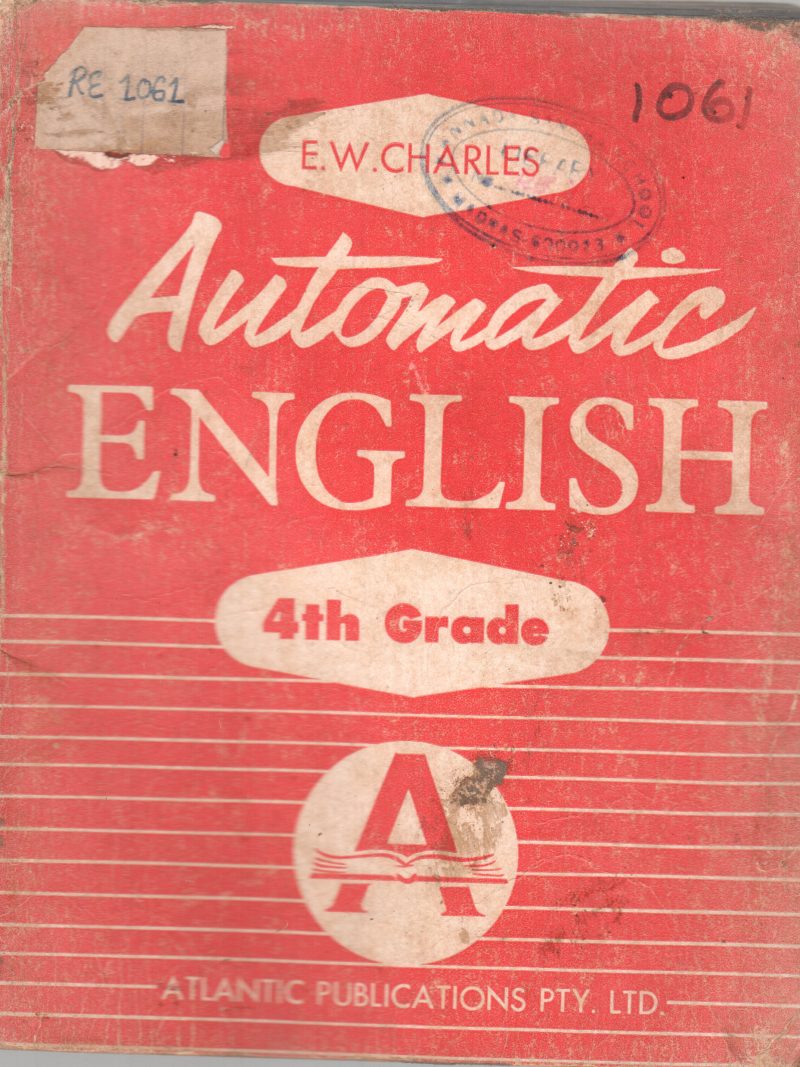 RE 1061
1061
E.W.CHARLES
Automatic
ENGLISH
4th Grade
A
ATLANTIC PUBLICATIONS PTY. LTD.